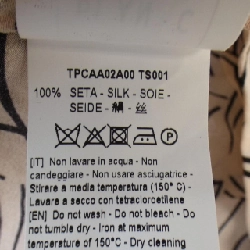 TPCAA02A00 TS001
100% SETA - SILK - SOIE -
SEIDE -
[IT] Non lavare in acqua - Non
candeggiare - Non usare asciugatrice -
Stirare a media temperatura (150° C) -
Lavara a secco con tetracloroetilene
[EN] Do not wash - Do not bleach - Do
not tumble dry - Iron at maximum
temperature of 150°C - Dry cleaning